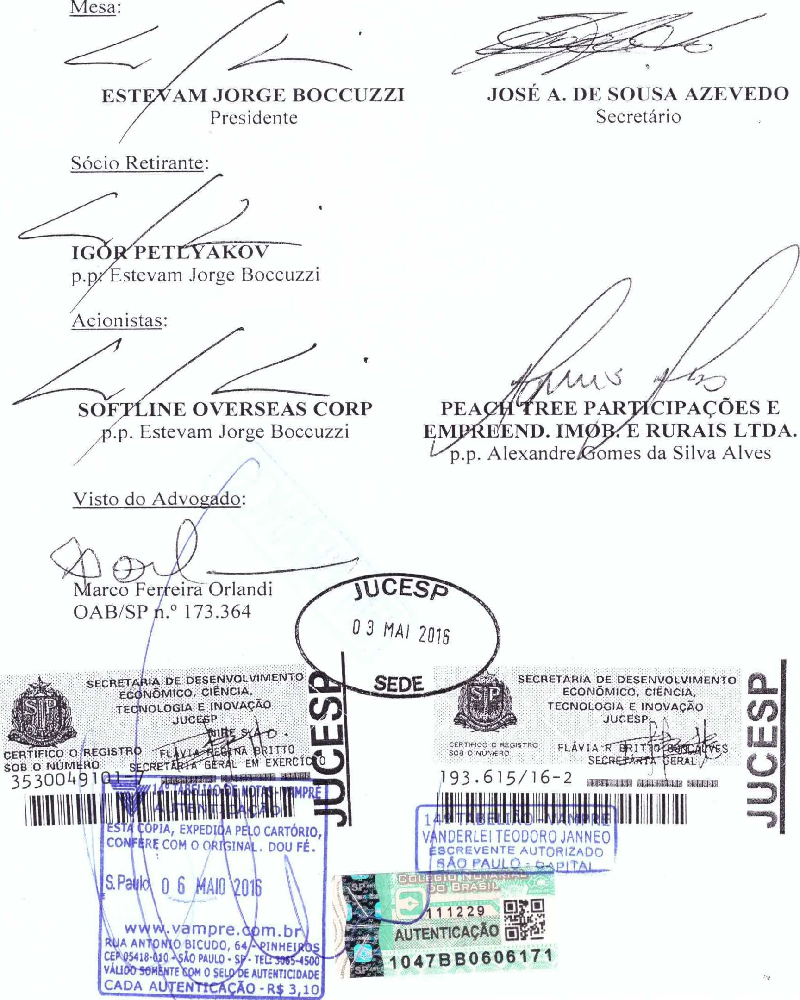 Mesa:
ESTEVAM JORGE BOCCUZZI
Presidente
JOSÉ A. DE SOUSA AZEVEDO
Secretário
Sócio Retirante:
IGOR PETLYAKOV
p.p. Estevam Jorge Boccuzzi
Acionistas:
SOFTLINE OVERSEAS CORP
p.p. Estevam Jorge Boccuzzi
PEACH TREE PARTICIPAÇÕES E
EMPREEND. IMOB. E RURAIS LTDA.
p.p. Alexandre Gomes da Silva Alves
Visto do Advogado:
Marco Ferreira Orlandi
OAB/SP n.º 173.364
JUCESP
03 MAI 2016
SEDE
SECRETARIA DE DESENVOLVIMENTO
ECONÔMICO, CIÊNCIA,
TECNOLOGIA E INOVAÇÃO
JUCESP
NIRE S/A
CERTIFICO O REGISTRO
SOB O NÚMERO
FLÁVIA REGINA BRITTO
SECRETÁRIA GERAL EM EXERCÍCIO
3530049101-7
JUCESP
SECRETARIA DE DESENVOLVIMENTO
ECONÔMICO, CIÊNCIA,
TECNOLOGIA E INOVAÇÃO
JUCESP
CERTIFICO O REGISTRO
SOB O NÚMERO
FLÁVIA R BRITTO GONÇALVES
SECRETÁRIA GERAL
193.615/16-2
JUCESP
14º TABELIÃO DE NOTAS - VAMPRÉ
AUTENTICAÇÃO
ESTA CÓPIA, EXPEDIDA PELO CARTÓRIO,
CONFERE COM O ORIGINAL. DOU FÉ.
S.Paulo 06 MAIO 2016
www.vampre.com.br
RUA ANTONIO BICUDO, 64 - PINHEIROS
CEP 05418-010 - SÃO PAULO - SP - TEL: 3065-4500
VÁLIDO SOMENTE COM O SELO DE AUTENTICIDADE
CADA AUTENTICAÇÃO - R$ 3,10
14º TABELIÃO - VAMPRE
VANDERLEI TEODORO JANNEO
ESCREVENTE AUTORIZADO
SÃO PAULO - CAPITAL
COLEGIO NOTARIAL
DO BRASIL
SP
111229
AUTENTICAÇÃO
1047BB0606171
SP